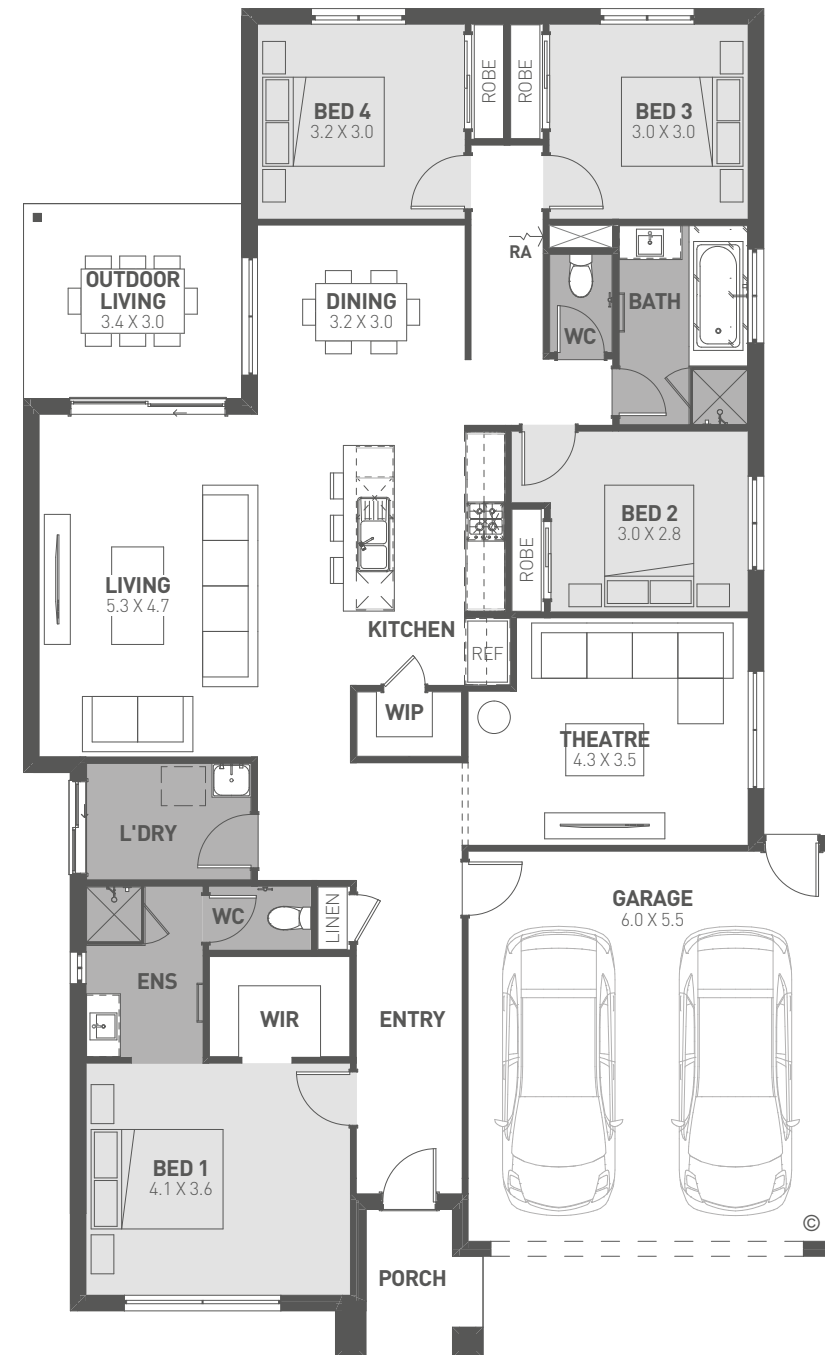 ROBE
ROBE
BED 4
3.2 X 3.0
BED 3
3.0 X 3.0
RA
OUTDOOR
LIVING
3.4 X 3.0
DINING
3.2 X 3.0
BATH
WC
BED 2
3.0 X 2.8
ROBE
LIVING
5.3 X 4.7
KITCHEN
REF
WIP
THEATRE
4.3 X 3.5
L'DRY
GARAGE
6.0 X 5.5
WC
LINEN
ENS
WIR
ENTRY
BED 1
4.1 X 3.6
©
PORCH